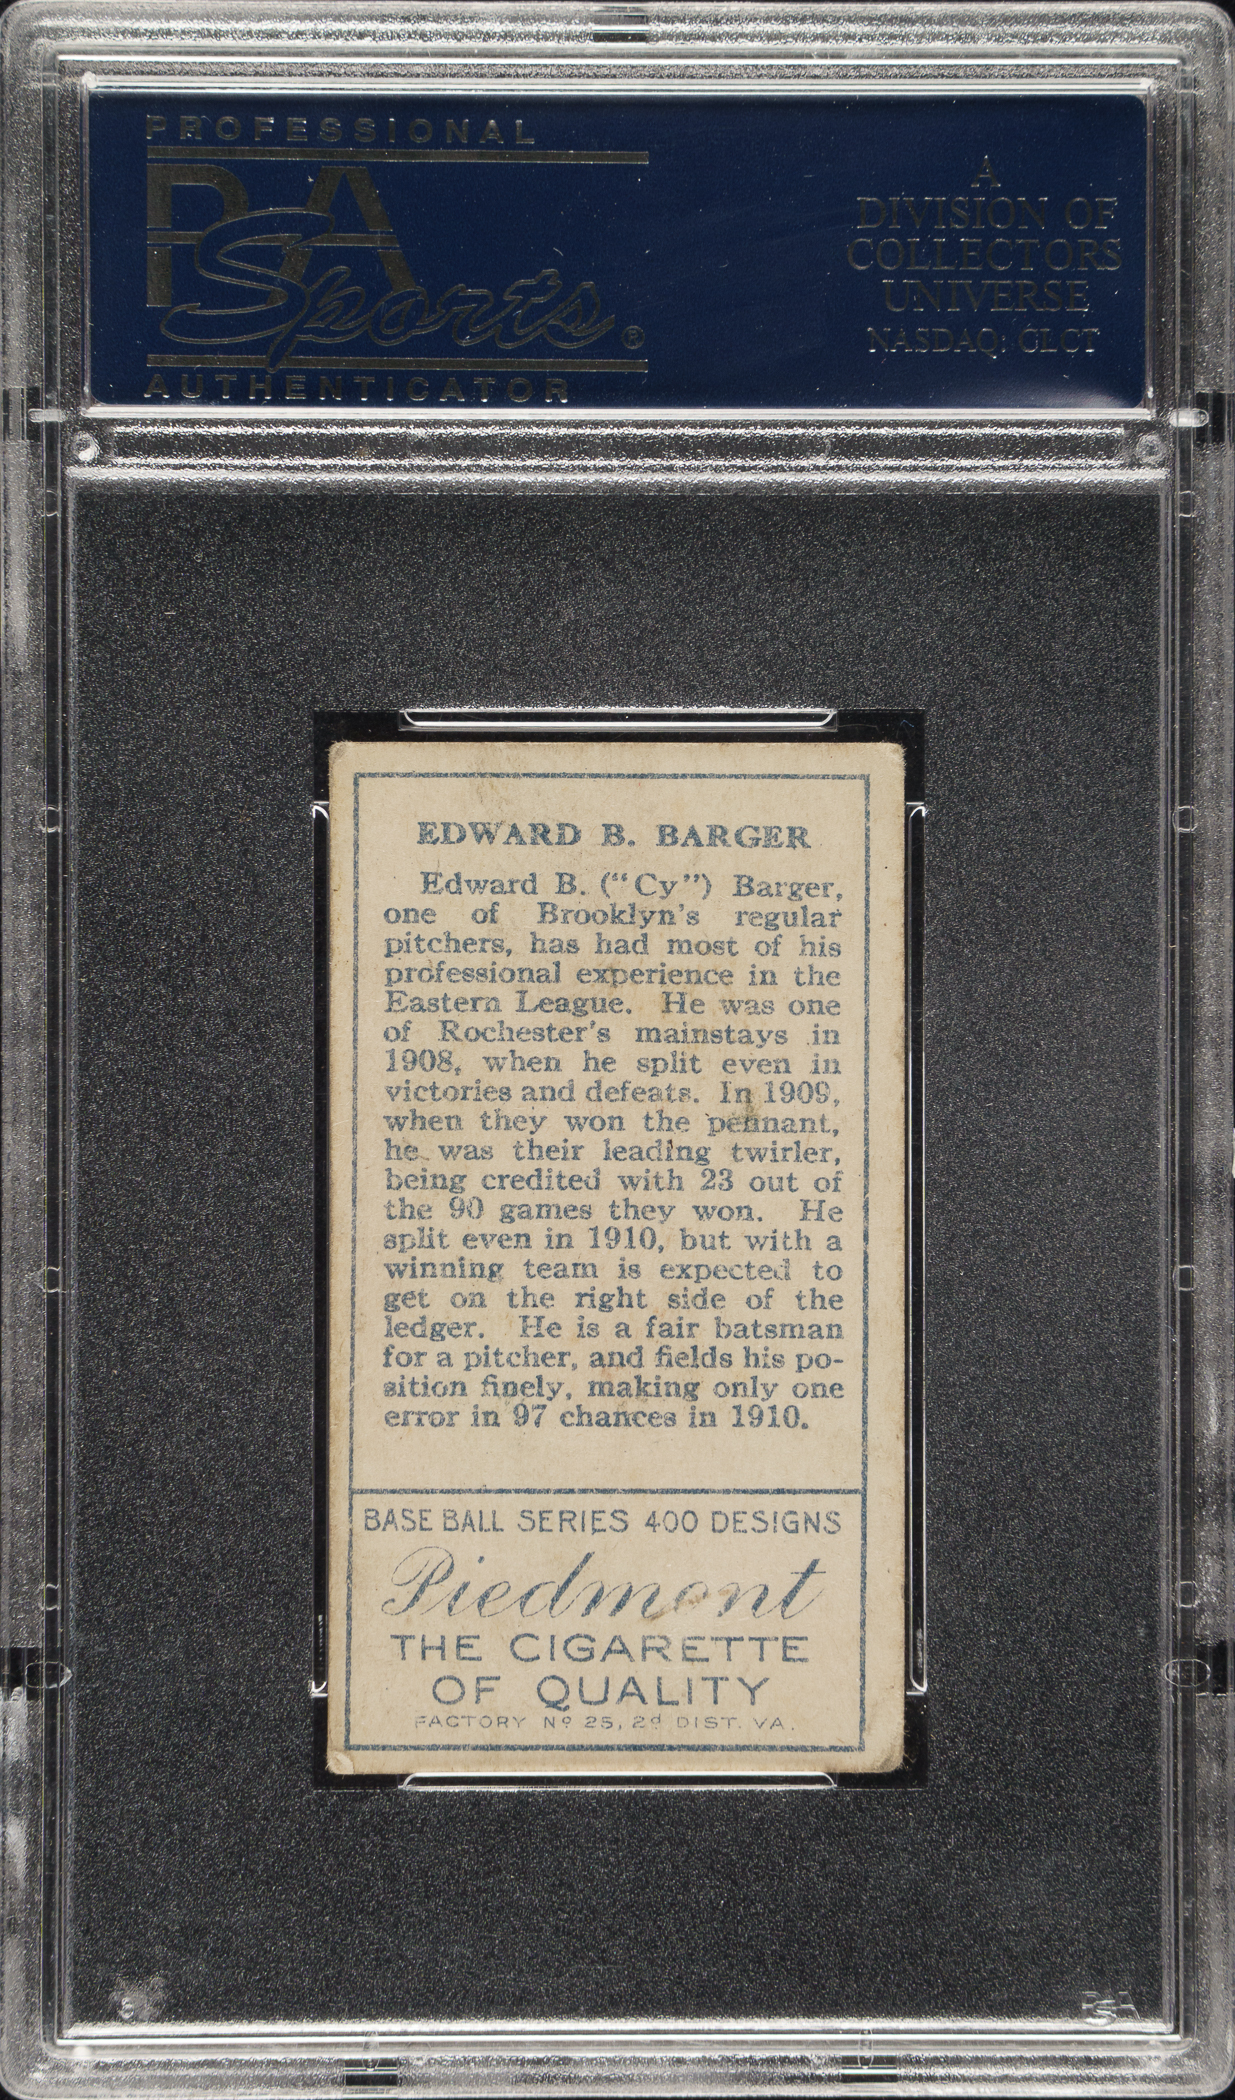 PROFESSIONAL
PSA
Sports®
AUTHENTICATOR
A
DIVISION OF
COLLECTORS
UNIVERSE
NASDAQ: CLCT
EDWARD B. BARGER
Edward B. ("Cy") Barger,
one of Brooklyn's regular
pitchers, has had most of his
professional experience in the
Eastern League. He was one
of Rochester's mainstays in
1908, when he split even in
victories and defeats. In 1909,
when they won the pennant,
he was their leading twirler,
being credited with 23 out of
the 90 games they won. He
split even in 1910, but with a
winning team is expected to
get on the right side of the
ledger. He is a fair batsman
for a pitcher, and fields his po-
sition finely, making only one
error in 97 chances in 1910.
BASE BALL SERIES 400 DESIGNS
Piedmont
THE CIGARETTE
OF QUALITY
FACTORY Nº 25, 2d DIST. VA.
PSA